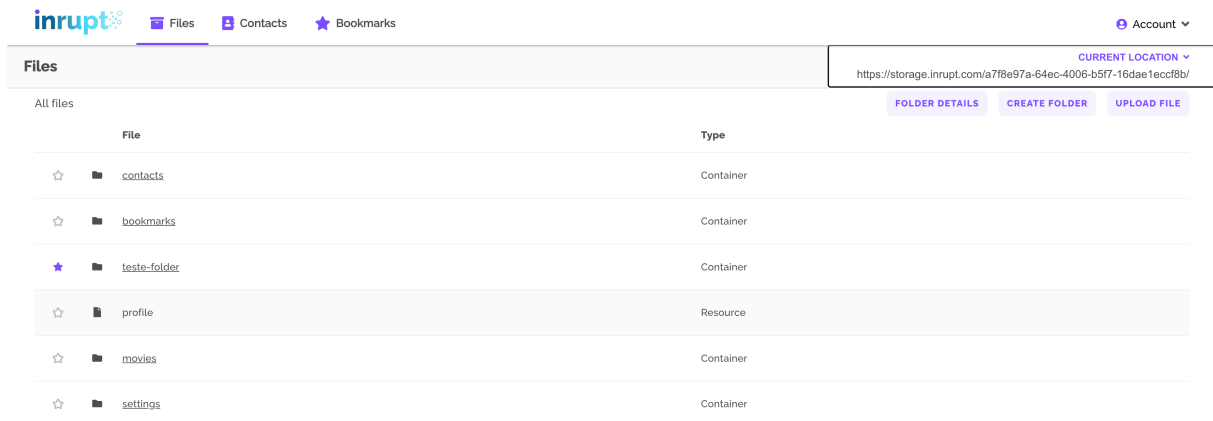 inrupt Files Contacts Bookmarks Account
Files CURRENT LOCATION
https://storage.inrupt.com/a7f8e97a-64ec-4006-b5f7-16dae1eccf8b/
All files FOLDER DETAILS CREATE FOLDER UPLOAD FILE
File Type
contacts Container
bookmarks Container
teste-folder Container
profile Resource
movies Container
settings Container